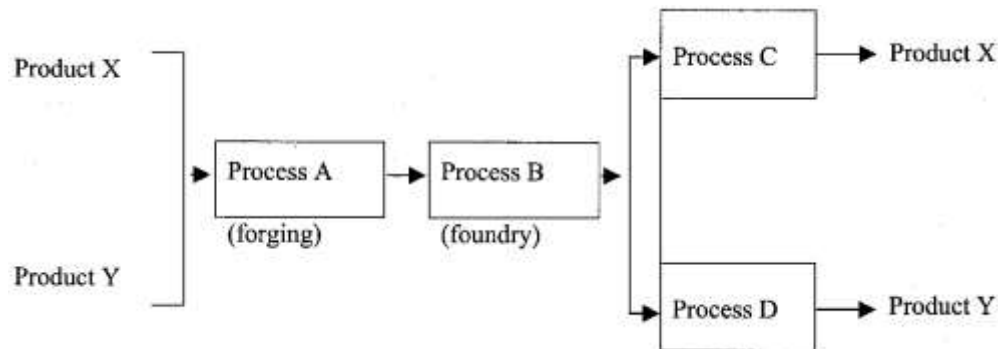 Product X
Process C
Product X
Process A
Process B
(forging)
(foundry)
Product Y
Process D
Product Y